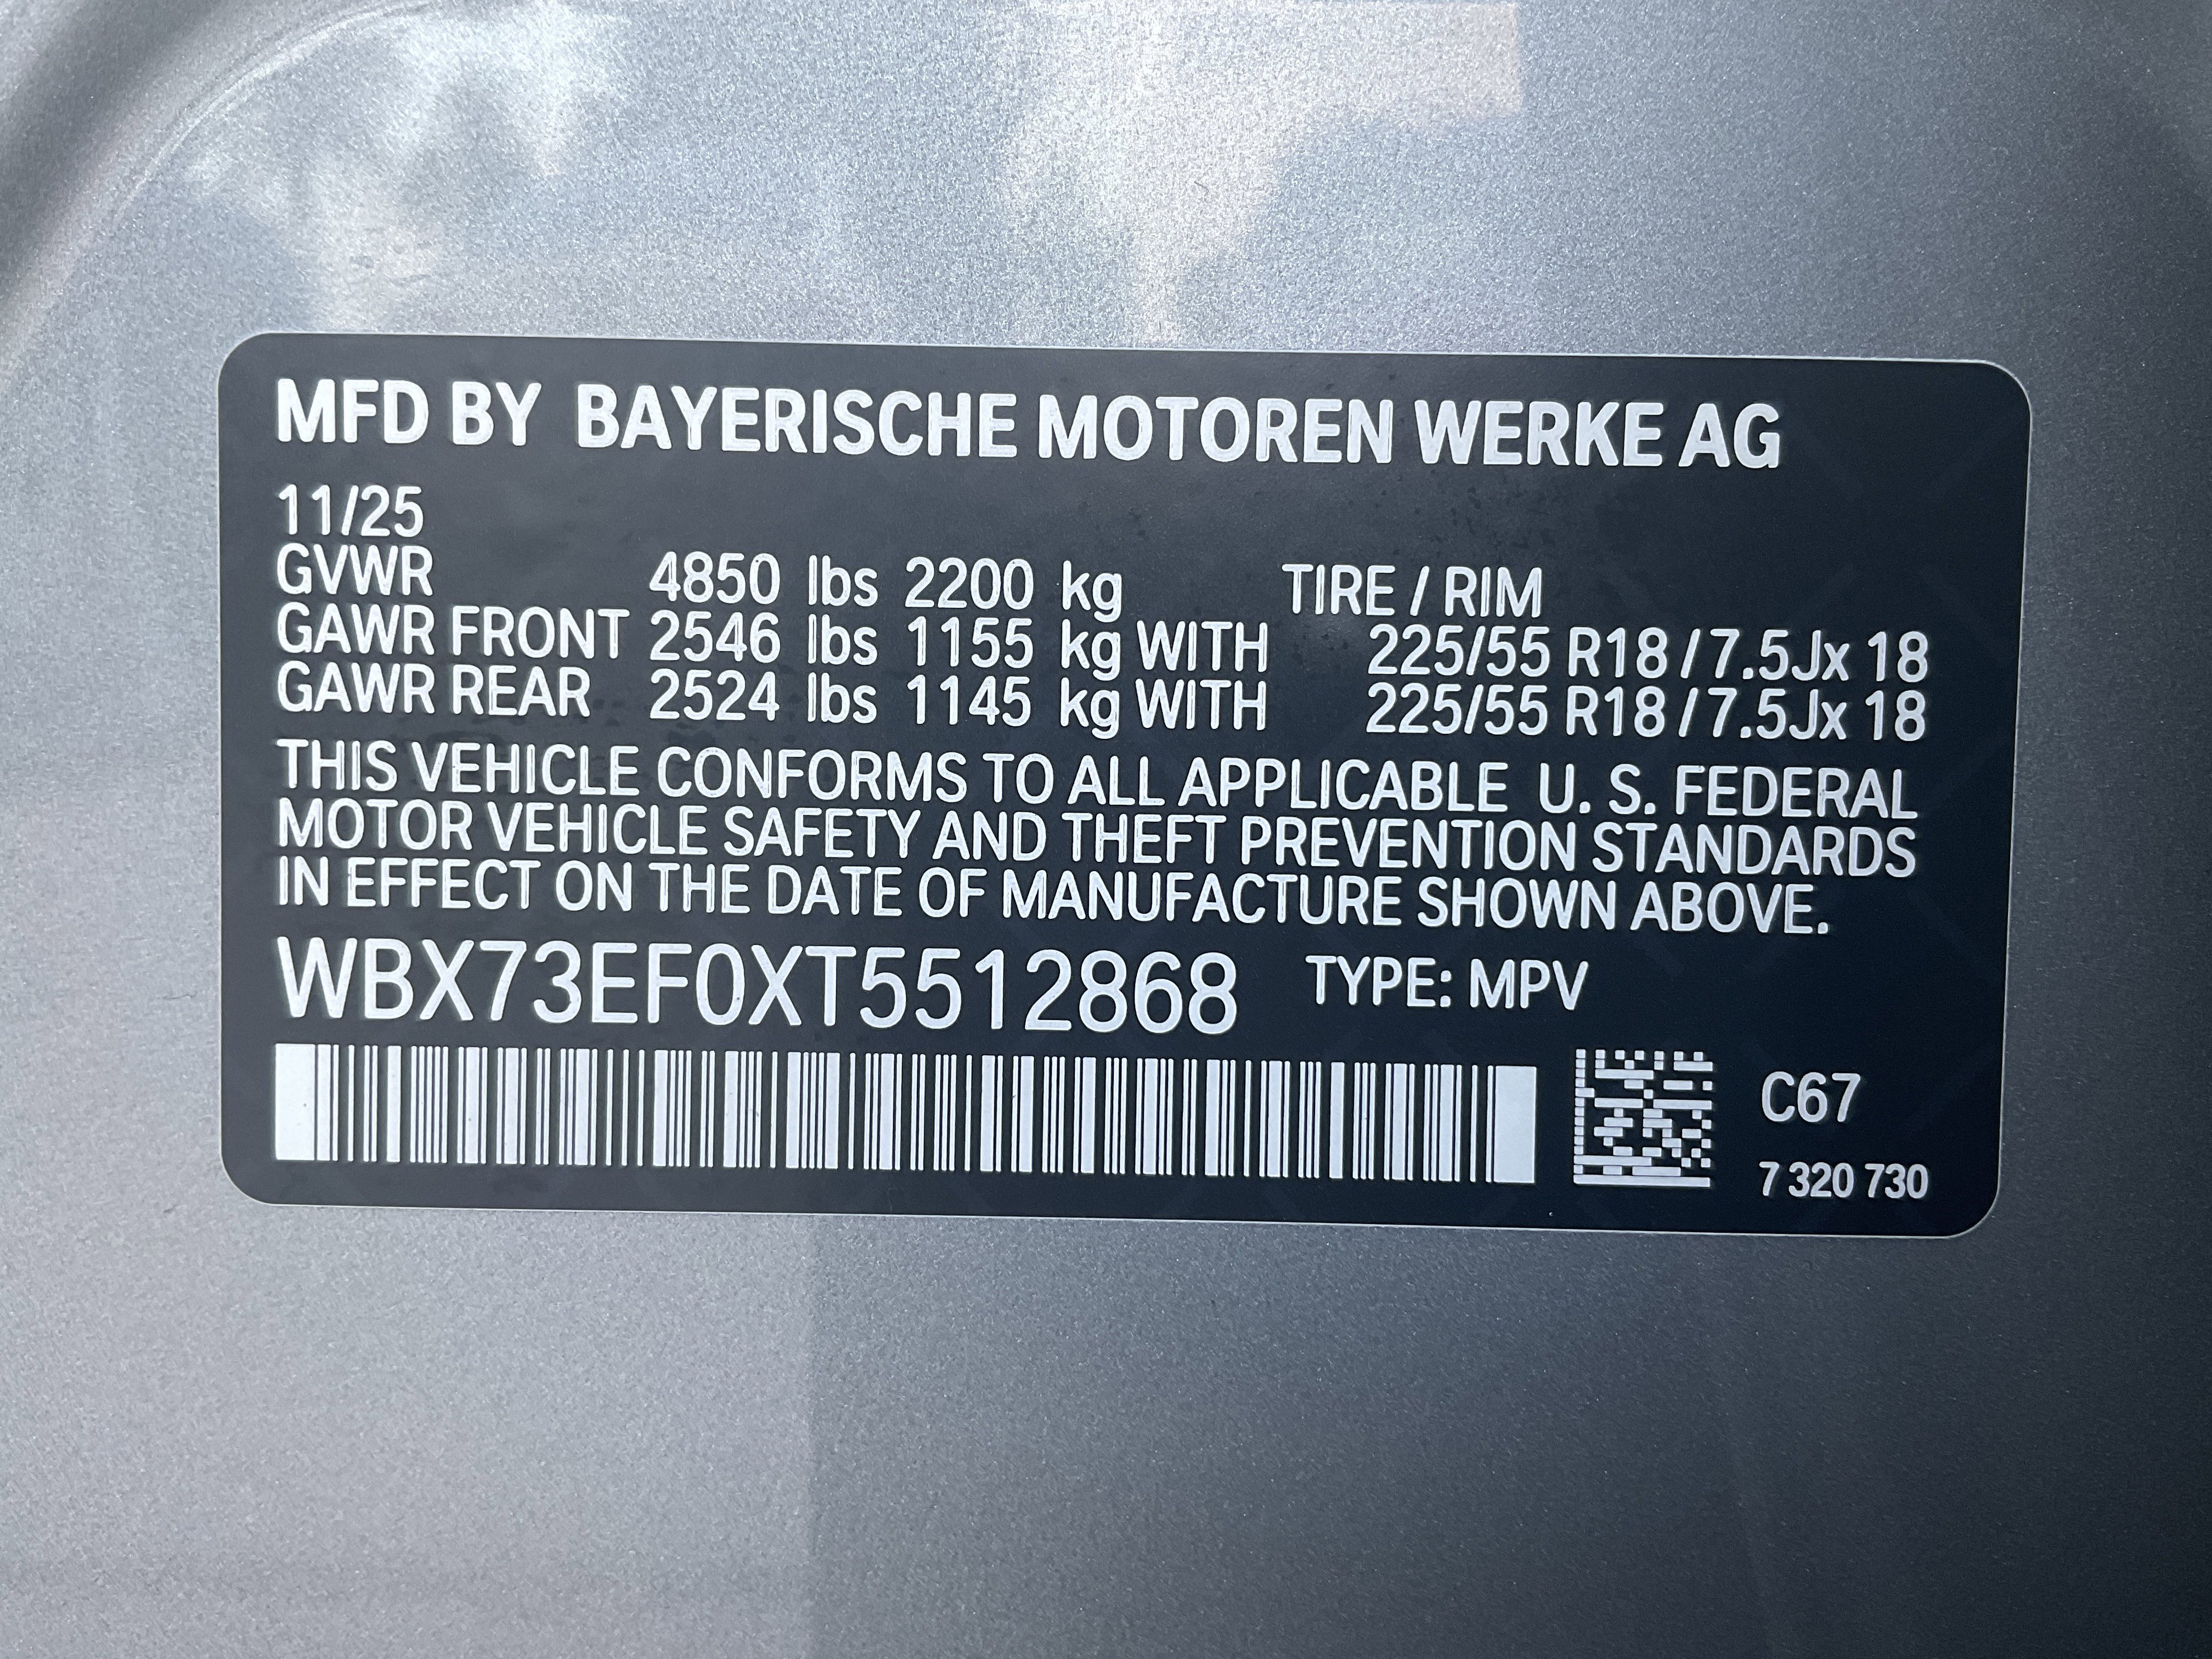 MFD BY BAYERISCHE MOTOREN WERKE AG
11/25
GVWR 4850 lbs 2200 kg TIRE / RIM
GAWR FRONT 2546 lbs 1155 kg WITH 225/55 R18 / 7.5Jx 18
GAWR REAR 2524 lbs 1145 kg WITH 225/55 R18 / 7.5Jx 18
THIS VEHICLE CONFORMS TO ALL APPLICABLE U. S. FEDERAL
MOTOR VEHICLE SAFETY AND THEFT PREVENTION STANDARDS
IN EFFECT ON THE DATE OF MANUFACTURE SHOWN ABOVE.
WBX73EF0XT5512868 TYPE: MPV
C67
7 320 730